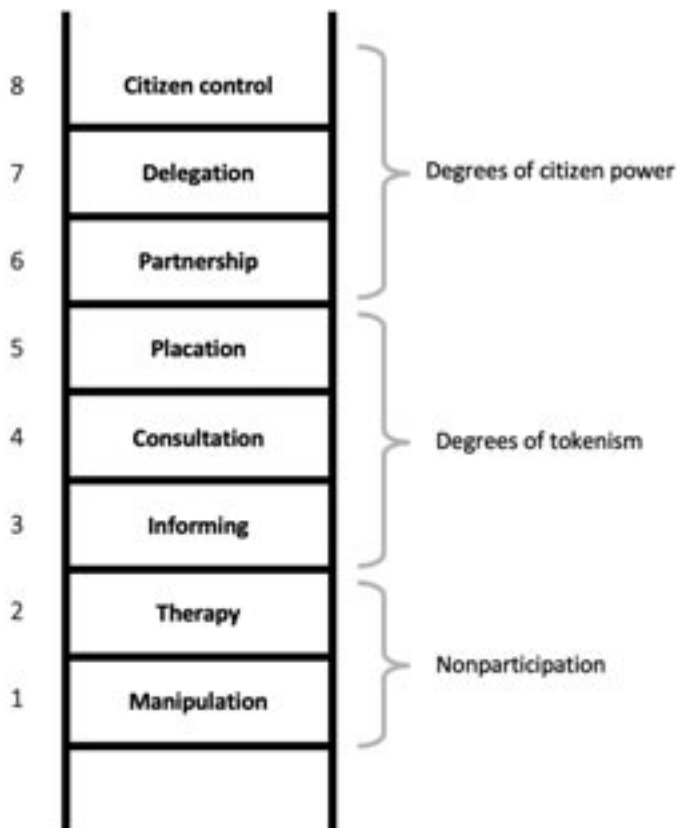 8 Citizen control
7 Delegation
Degrees of citizen power
6 Partnership
5 Placation
4 Consultation
Degrees of tokenism
3 Informing
2 Therapy
Nonparticipation
1 Manipulation